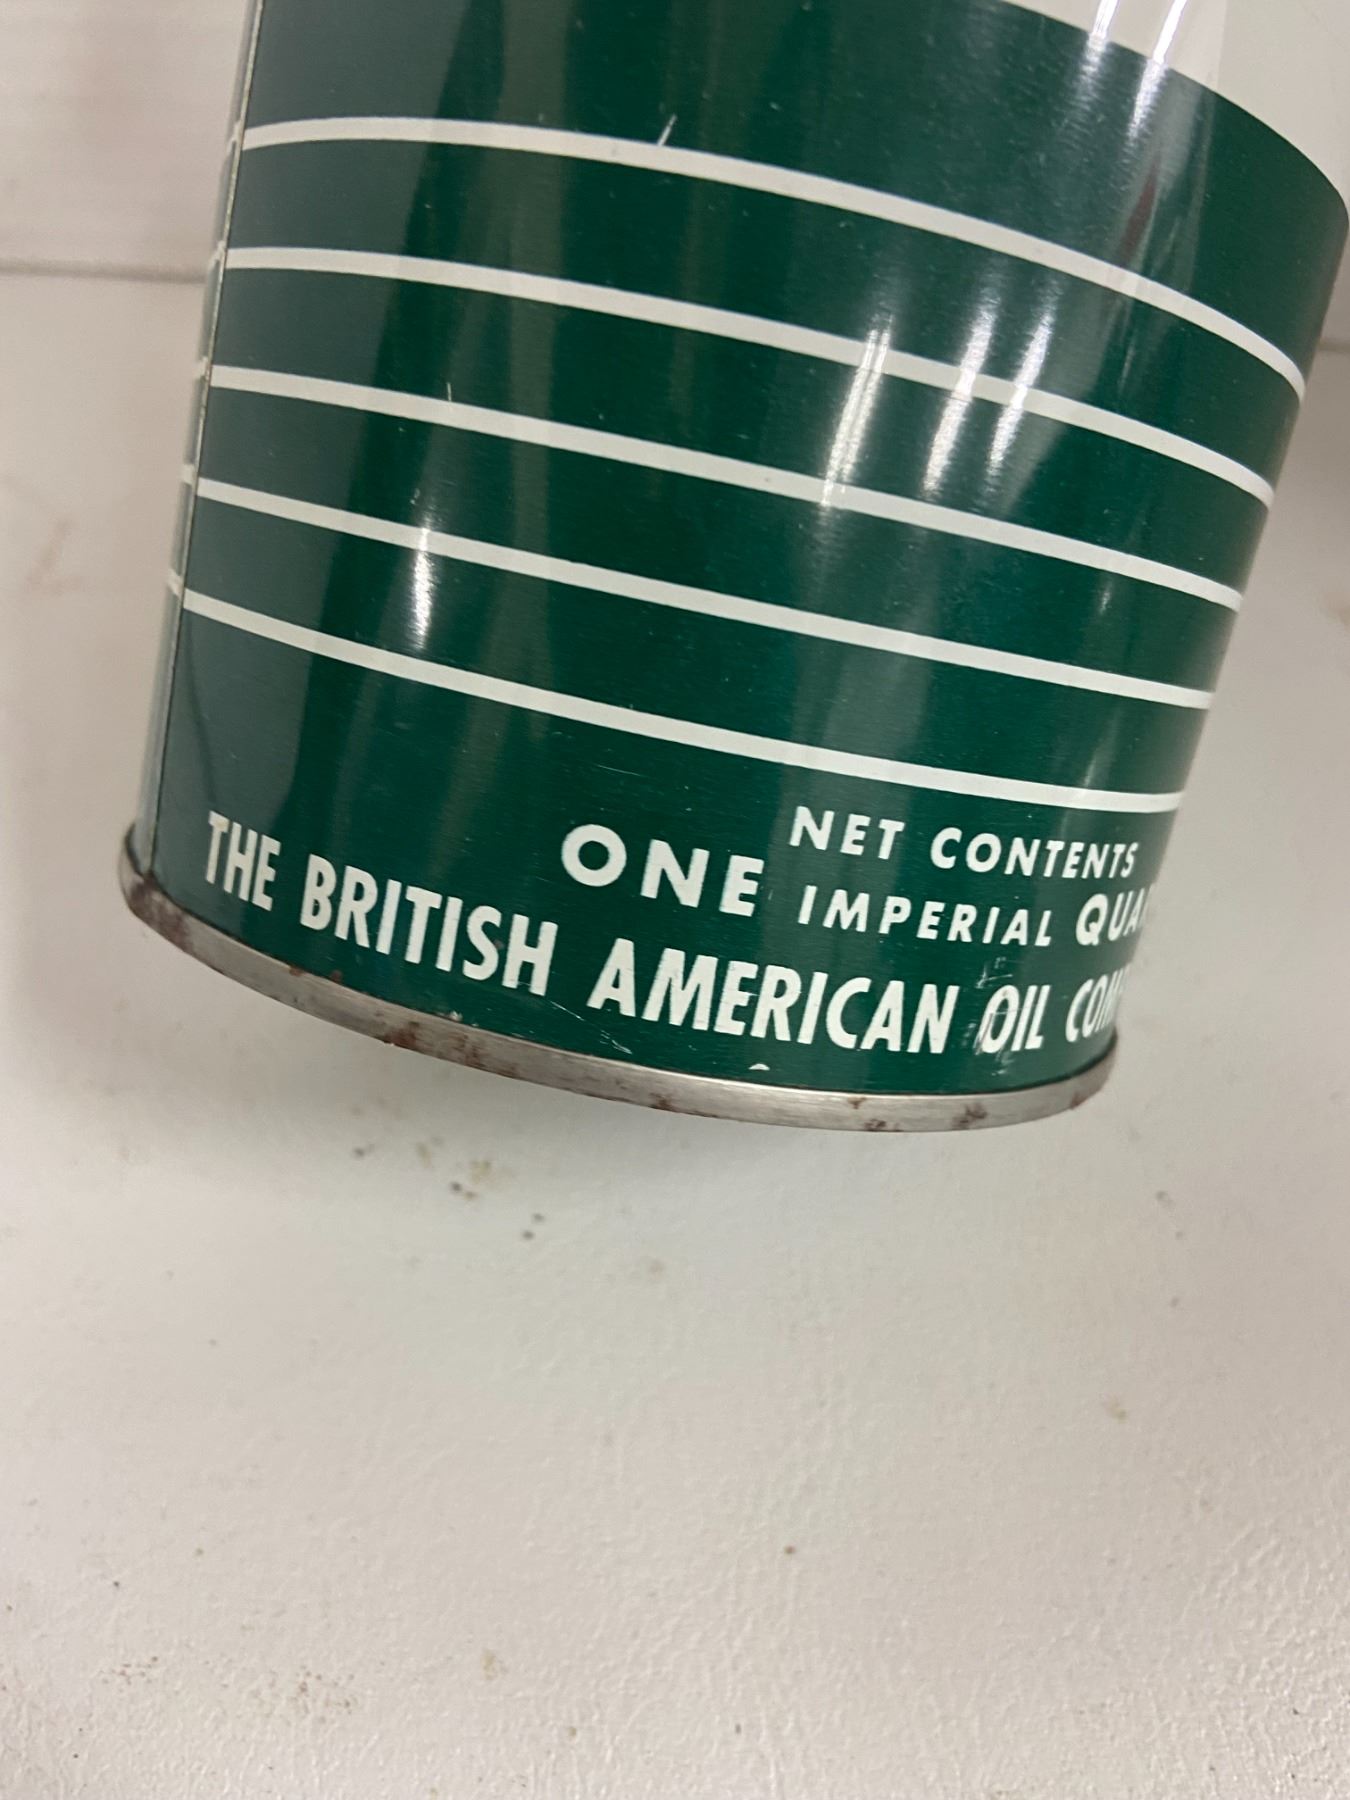 NET CONTENTS
ONE IMPERIAL
THE BRITISH AMERICAN OIL